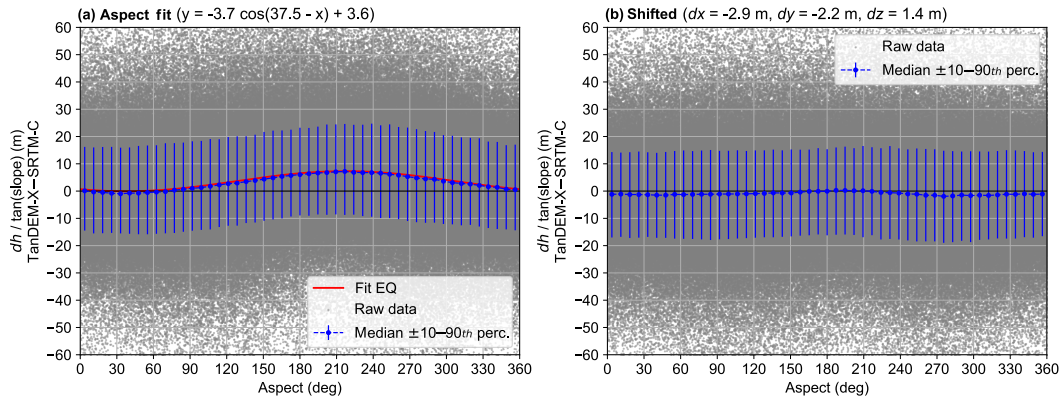 (a) Aspect fit (y = -3.7 cos(37.5 - x) + 3.6)
60
50
40
30
20
10
0
−10
−20
−30
−40
−50
−60
dh / tan(slope) (m)
TanDEM-X−SRTM-C
Fit EQ
Raw data
Median ±10−90th perc.
0 30 60 90 120 150 180 210 240 270 300 330 360
Aspect (deg)
(b) Shifted (dx = -2.9 m, dy = -2.2 m, dz = 1.4 m)
60
50
40
30
20
10
0
−10
−20
−30
−40
−50
−60
dh / tan(slope) (m)
TanDEM-X−SRTM-C
Raw data
Median ±10−90th perc.
0 30 60 90 120 150 180 210 240 270 300 330 360
Aspect (deg)